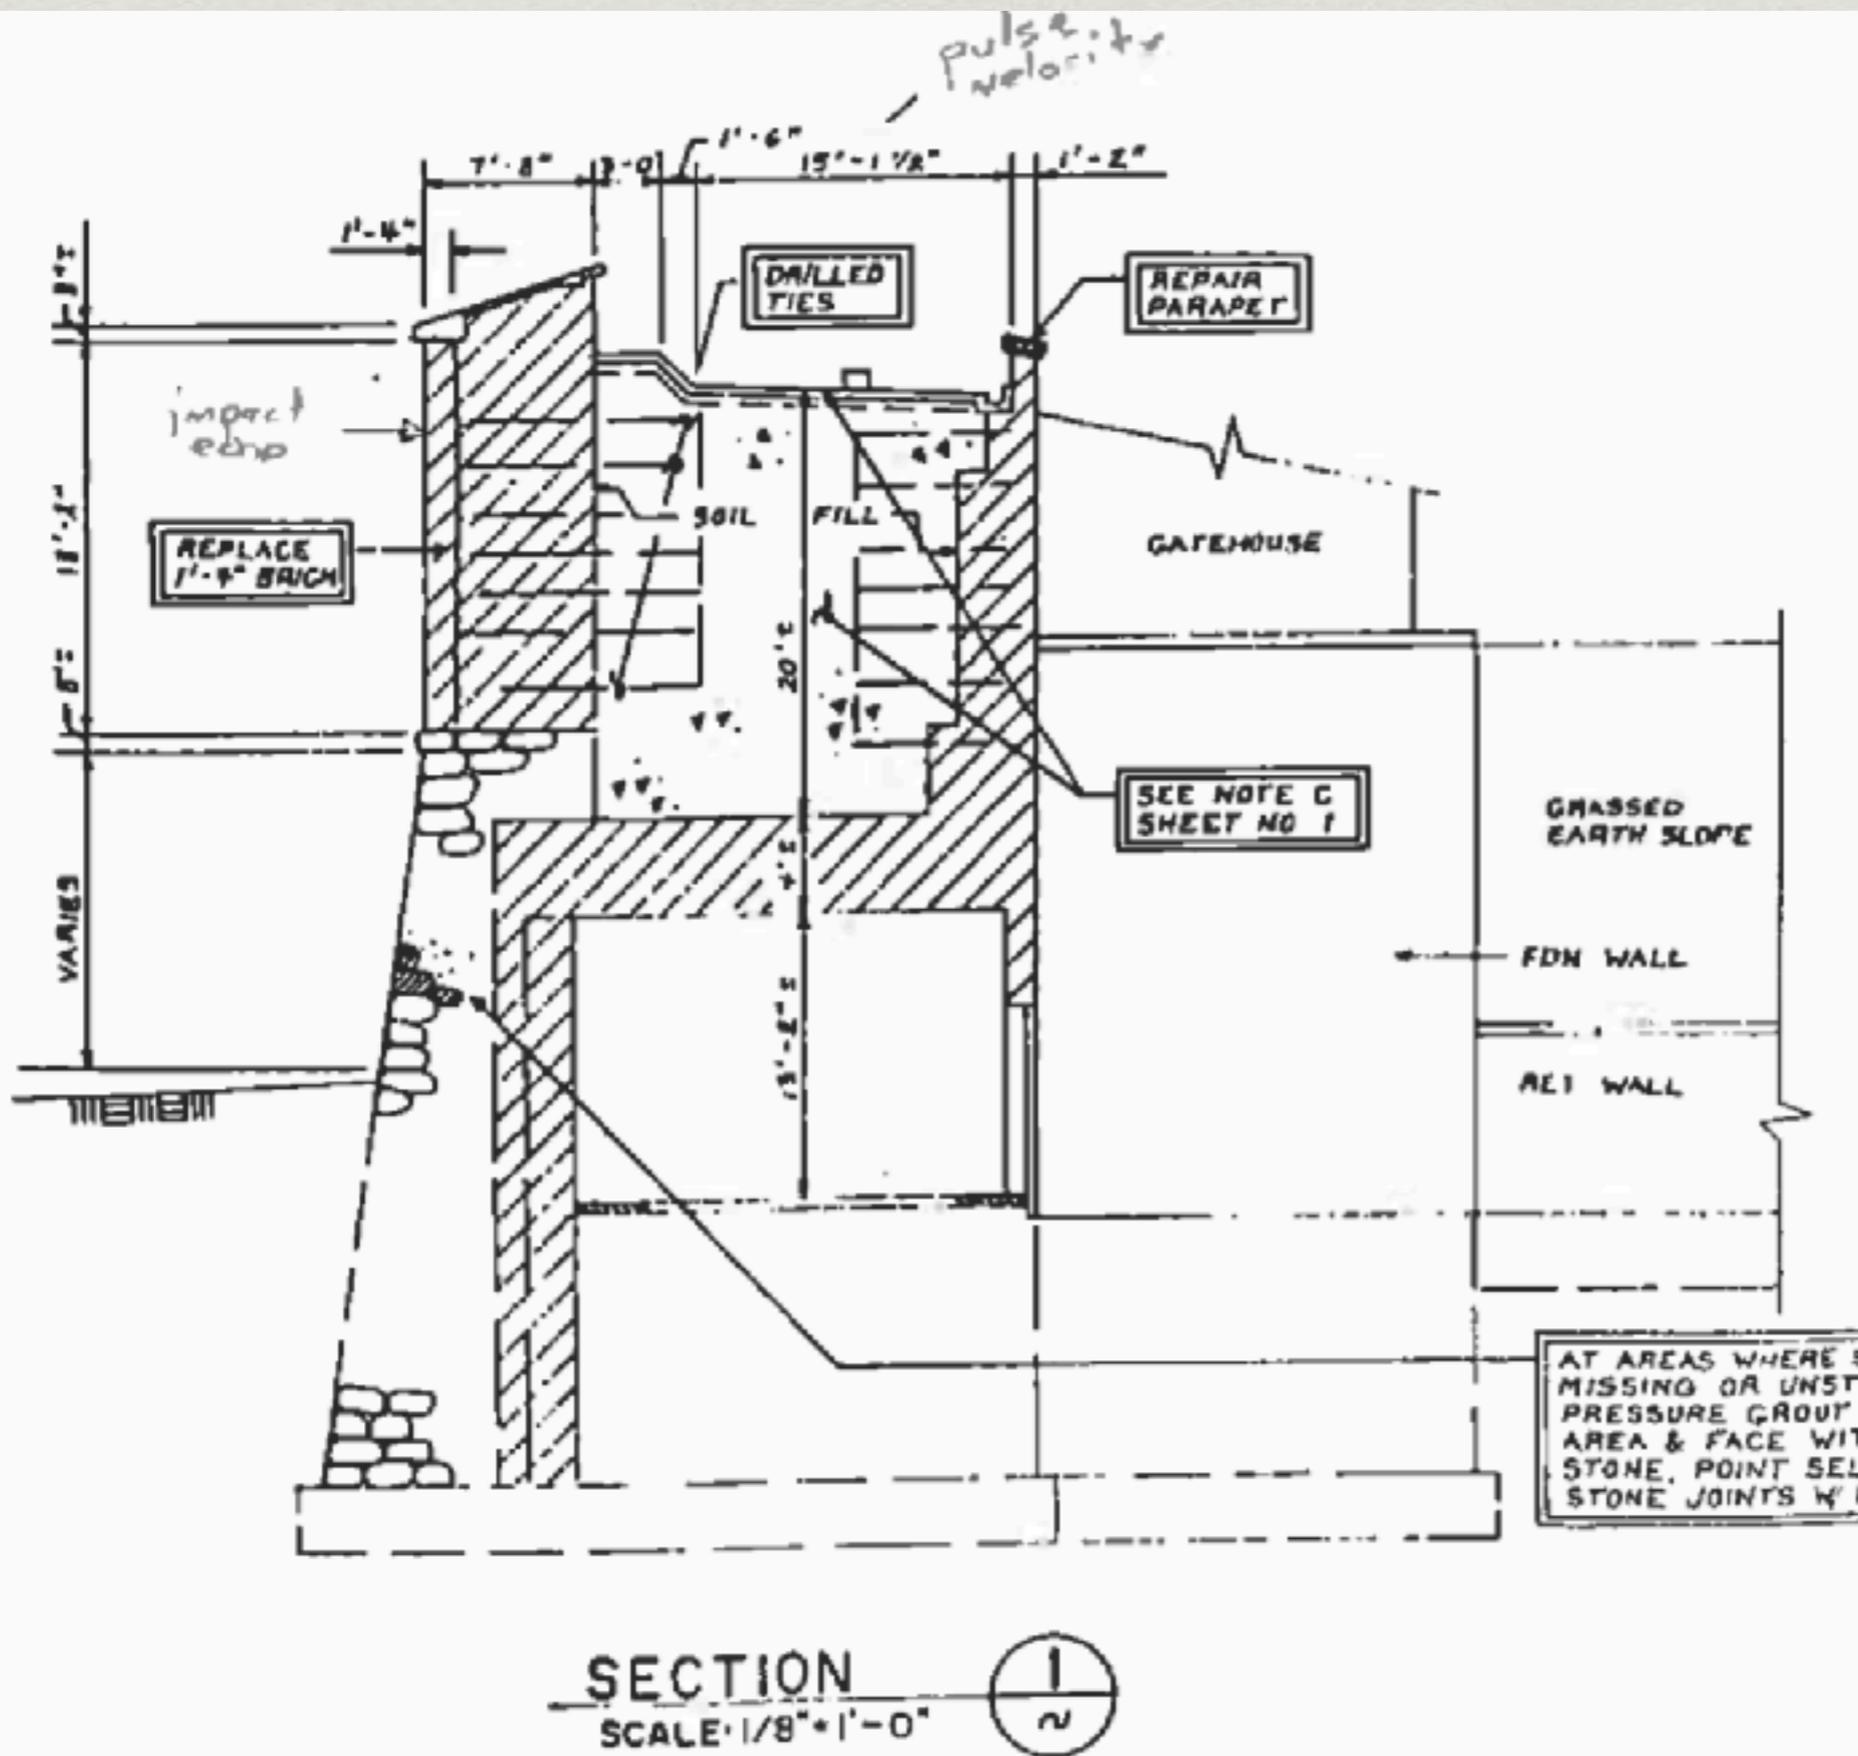 pulse
velocity
7'-8"
3'-0
1'-6"
15'-1 1/2"
1'-2"
1'-4"
DRILLED
TIES
REPAIR
PARAPET
impact
echo
REPLACE
1'-4" BRICK
SOIL
FILL
GATEHOUSE
20'±
SEE NOTE C
SHEET NO 1
GRASSED
EARTH SLOPE
4'±
VARIES
FDN WALL
RET WALL
AT AREAS WHERE
MISSING OR UNST
PRESSURE GROUT
AREA & FACE WIT
STONE. POINT SEL
STONE JOINTS W/
SECTION
1
SCALE: 1/8" = 1'-0"